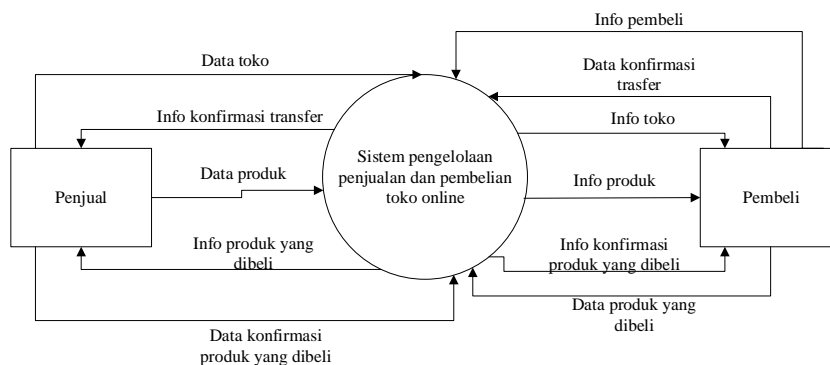 Info pembeli
Data toko
Data konfirmasi
trasfer
Info konfirmasi transfer
Info toko
Sistem pengelolaan
penjualan dan pembelian
toko online
Penjual
Data produk
Info produk
Pembeli
Info produk yang
dibeli
Info konfirmasi
produk yang dibeli
Data produk yang
dibeli
Data konfirmasi
produk yang dibeli